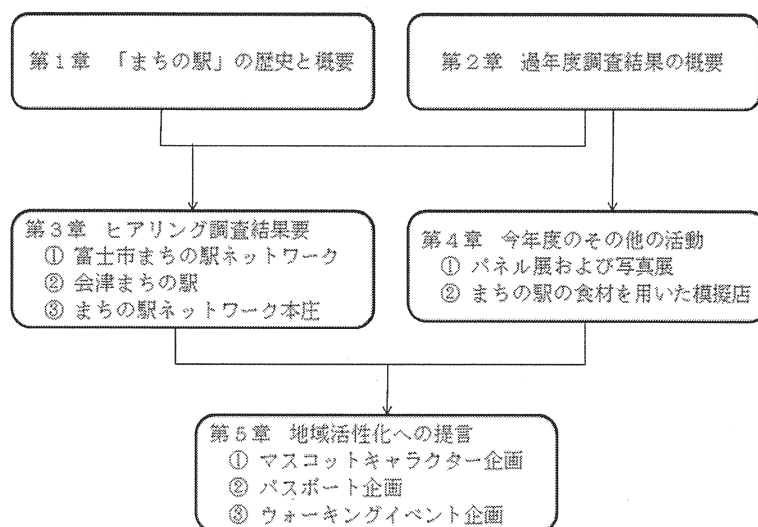 第1章　「まちの駅」の歴史と概要
第2章　過年度調査結果の概要
第3章　ヒアリング調査結果要
① 富士市まちの駅ネットワーク
② 会津まちの駅
③ まちの駅ネットワーク本庄
第4章　今年度のその他の活動
① パネル展および写真展
② まちの駅の食材を用いた模擬店
第5章　地域活性化への提言
① マスコットキャラクター企画
② パスポート企画
③ ウォーキングイベント企画